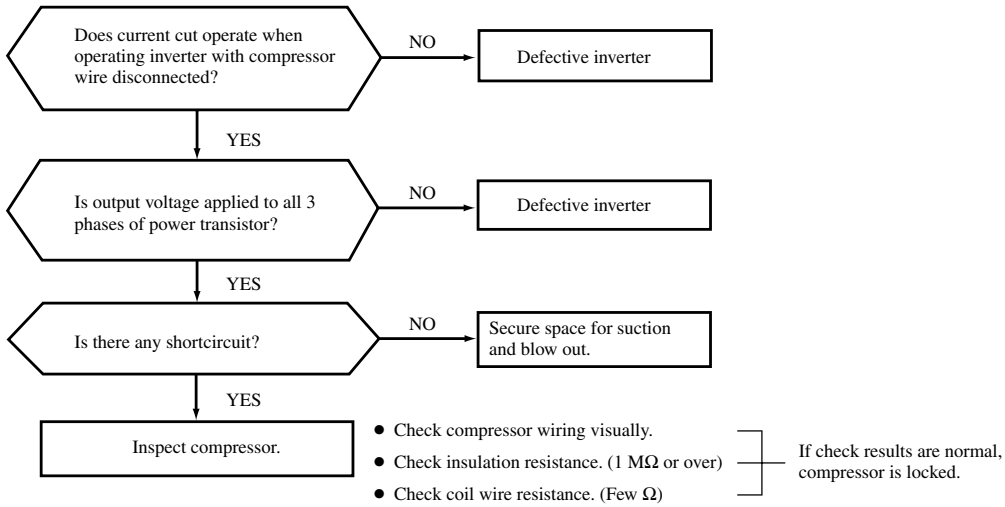 Does current cut operate when
operating inverter with compressor
wire disconnected?
NO
Defective inverter
YES
Is output voltage applied to all 3
phases of power transistor?
NO
Defective inverter
YES
Is there any shortcircuit?
NO
Secure space for suction
and blow out.
YES
Inspect compressor.
● Check compressor wiring visually.
● Check insulation resistance. (1 MΩ or over)
● Check coil wire resistance. (Few Ω)
If check results are normal,
compressor is locked.